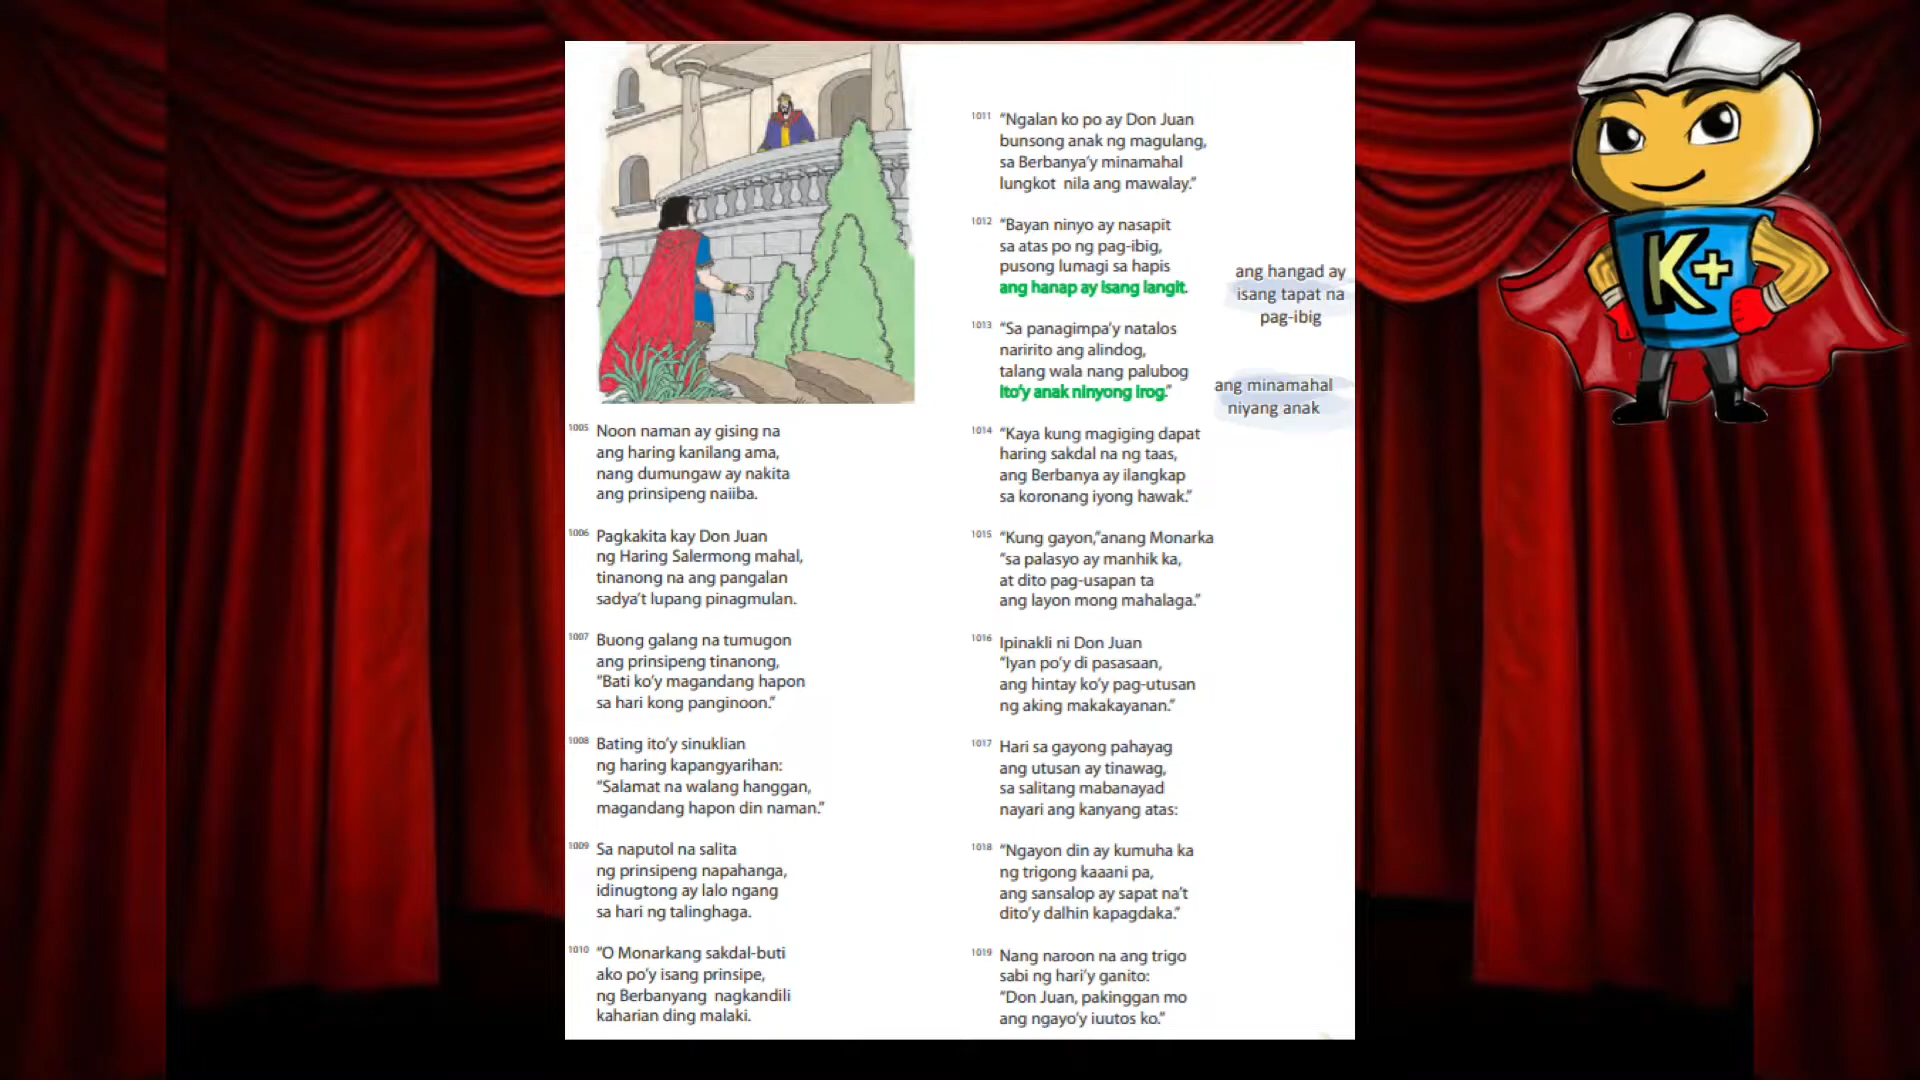 1005 Noon naman ay gising na
ang haring kanilang ama,
nang dumungaw ay nakita
ang prinsipeng naiiba.
1006 Pagkakita kay Don Juan
ng Haring Salermong mahal,
tinanong na ang pangalan
sadya't lupang pinagmulan.
1007 Buong galang na tumugon
ang prinsipeng tinanong,
"Bati ko'y magandang hapon
sa hari kong panginoon."
1008 Bating ito'y sinuklian
ng haring kapangyarihan:
"Salamat na walang hanggan,
magandang hapon din naman."
1009 Sa naputol na salita
ng prinsipeng napahanga,
idinugtong ay lalo ngang
sa hari ng talinghaga.
1010 "O Monarkang sakdal-buti
ako po'y isang prinsipe,
ng Berbanyang nagkandili
kaharian ding malaki.
1011 "Ngalan ko po ay Don Juan
bunsong anak ng magulang,
sa Berbanya'y minamahal
lungkot nila ang mawalay."
1012 "Bayan ninyo ay nasapit
sa atas po ng pag-ibig,
pusong lumagi sa hapis
ang hanap ay isang langit.
ang hangad ay
isang tapat na
pag-ibig
1013 "Sa panagimpa'y natalos
naririto ang alindog,
talang wala nang palubog
ito'y anak ninyong irog."
ang minamahal
niyang anak
1014 "Kaya kung magiging dapat
haring sakdal na ng taas,
ang Berbanya ay ilangkap
sa koronang iyong hawak."
1015 "Kung gayon,"anang Monarka
"sa palasyo ay manhik ka,
at dito pag-usapan ta
ang layon mong mahalaga."
1016 Ipinakli ni Don Juan
"Iyan po'y di pasasaan,
ang hintay ko'y pag-utusan
ng aking makakayanan."
1017 Hari sa gayong pahayag
ang utusan ay tinawag,
sa salitang mabanayad
nayari ang kanyang atas:
1018 "Ngayon din ay kumuha ka
ng trigong kaaani pa,
ang sansalop ay sapat na't
dito'y dalhin kapagdaka."
1019 Nang naroon na ang trigo
sabi ng hari'y ganito:
"Don Juan, pakinggan mo
ang ngayo'y iuutos ko."
K+